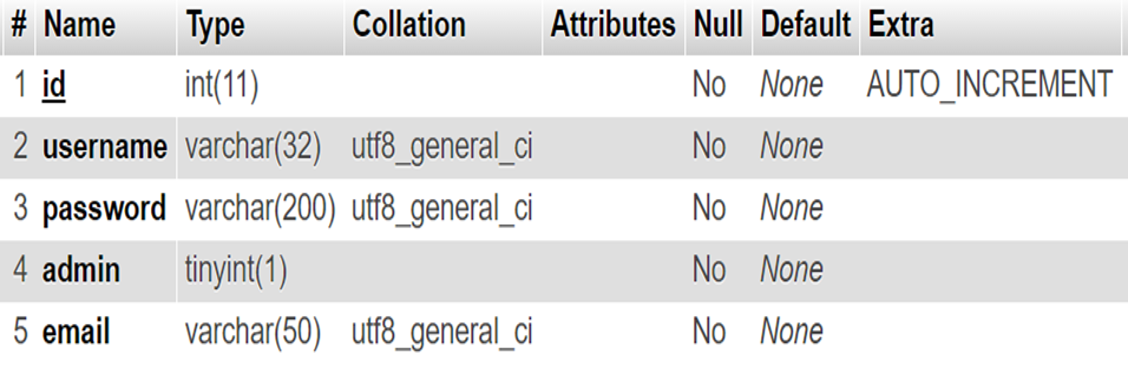 # Name Type Collation Attributes Null Default Extra
1 id int(11) No None AUTO_INCREMENT
2 username varchar(32) utf8_general_ci No None
3 password varchar(200) utf8_general_ci No None
4 admin tinyint(1) No None
5 email varchar(50) utf8_general_ci No None